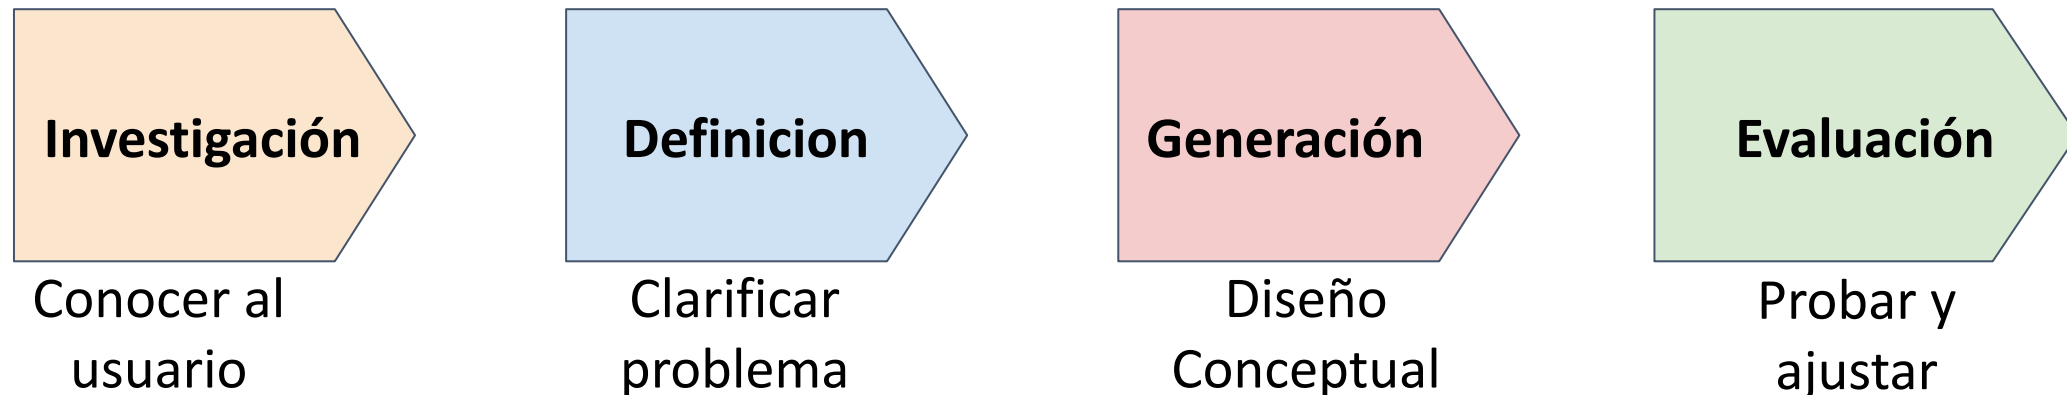 Investigación
Definicion
Generación
Evaluación
Conocer al
usuario
Clarificar
problema
Diseño
Conceptual
Probar y
ajustar